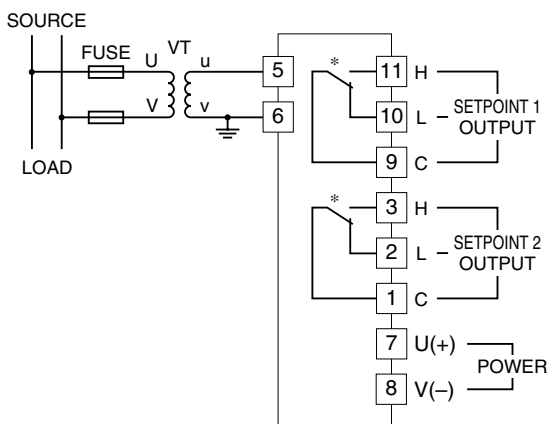 SOURCE
FUSE
U
VT
u
V
v
LOAD
5
6
*
11 H
10 L
9 C
SETPOINT 1
OUTPUT
*
3 H
2 L
1 C
SETPOINT 2
OUTPUT
7 U(+)
8 V(−)
POWER